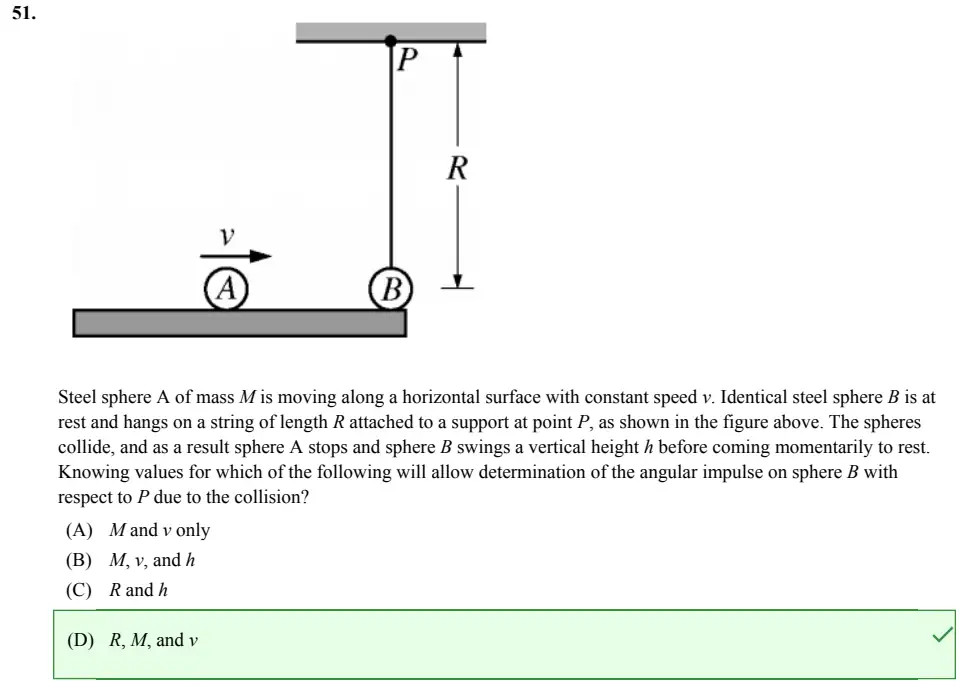 51.
P
R
v
A
B
Steel sphere A of mass M is moving along a horizontal surface with constant speed v. Identical steel sphere B is at
rest and hangs on a string of length R attached to a support at point P, as shown in the figure above. The spheres
collide, and as a result sphere A stops and sphere B swings a vertical height h before coming momentarily to rest.
Knowing values for which of the following will allow determination of the angular impulse on sphere B with
respect to P due to the collision?
(A) M and v only
(B) M, v, and h
(C) R and h
(D) R, M, and v